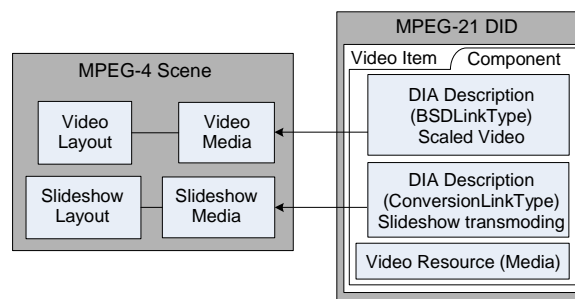 MPEG-21 DID
MPEG-4 Scene
Video Item
Component
Video
Layout
Video
Media
DIA Description
(BSDLinkType)
Scaled Video
Slideshow
Layout
Slideshow
Media
DIA Description
(ConversionLinkType)
Slideshow transmoding
Video Resource (Media)